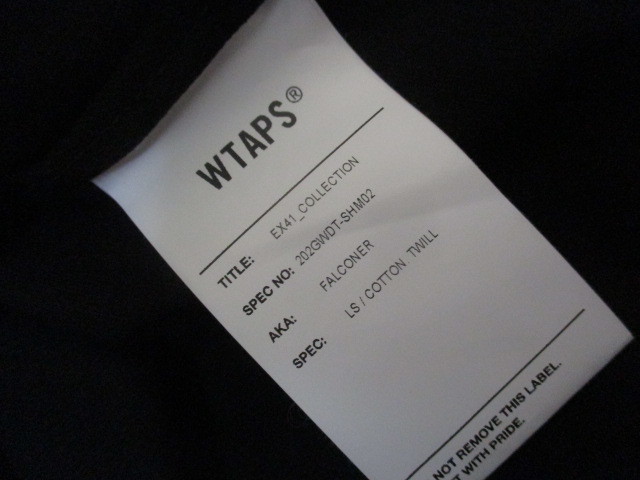 WTAPS®
TITLE: EX41_COLLECTION
SPEC NO: 202GWDT-SHM02
AKA: FALCONER
SPEC: LS / COTTON TWILL
NOT REMOVE THIS LABEL.
WITH PRIDE.